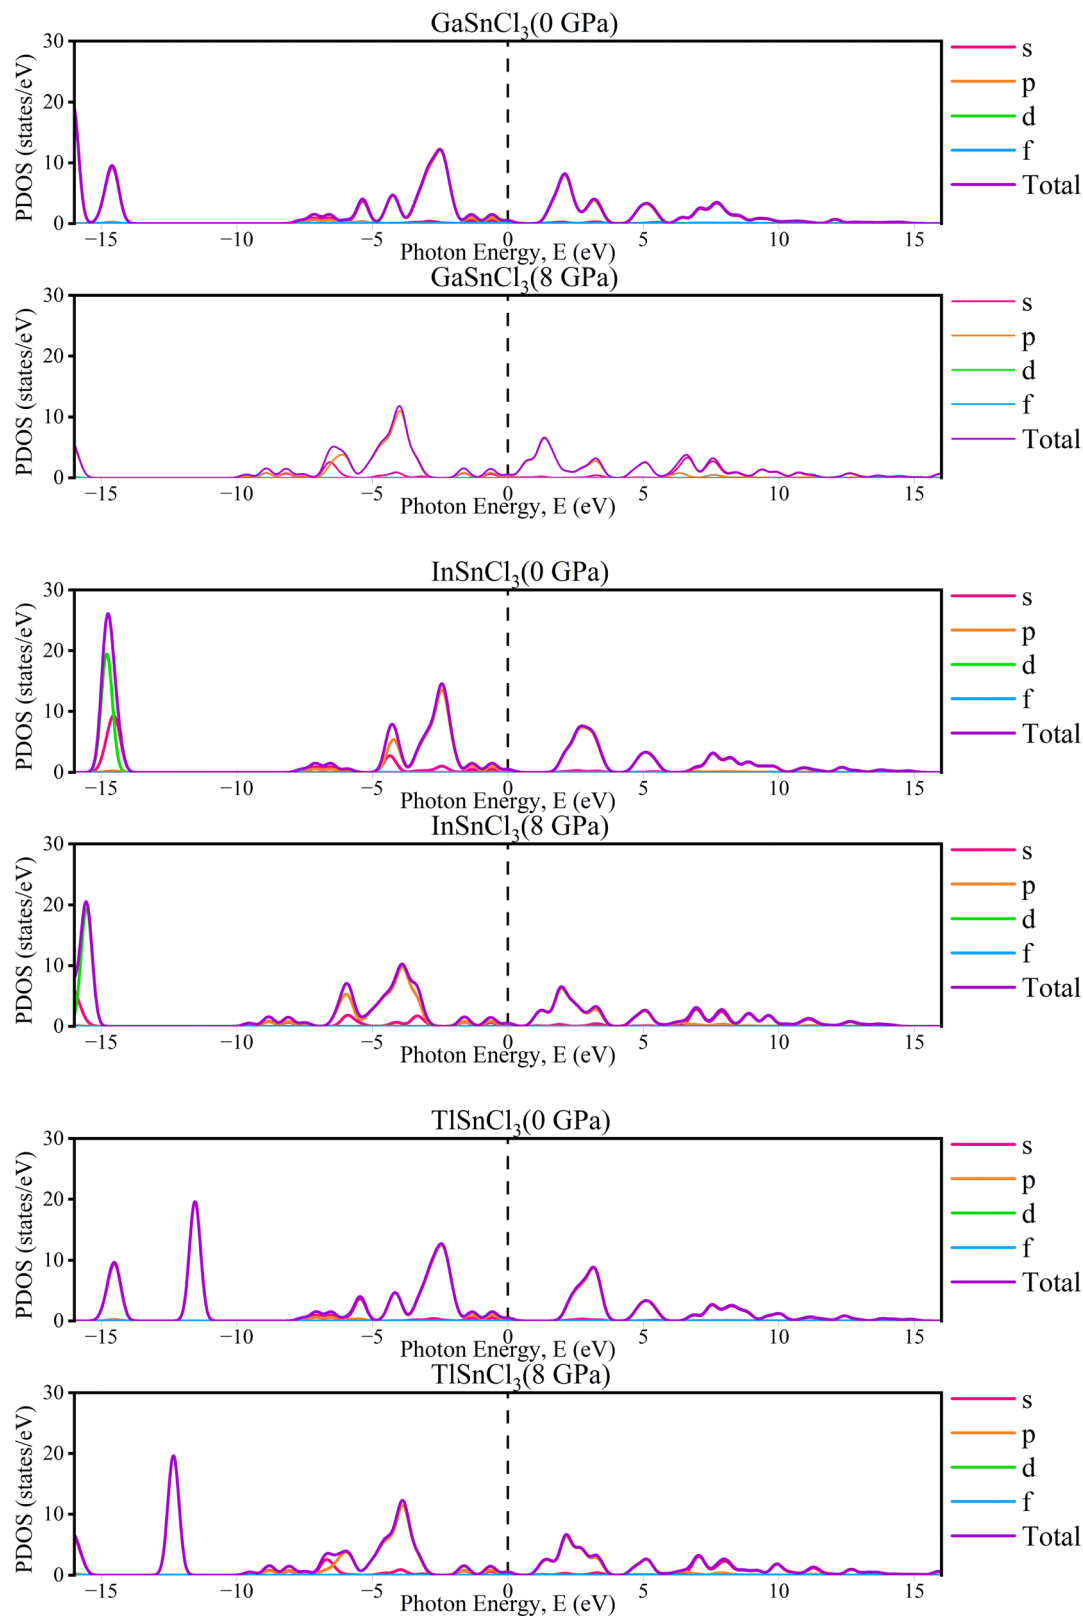 GaSnCl₃(0 GPa)
PDOS (states/eV)
30
20
10
0
−15
−10
−5
0
5
10
15
Photon Energy, E (eV)
s
p
d
f
Total
GaSnCl₃(8 GPa)
PDOS (states/eV)
30
20
10
0
−15
−10
−5
0
5
10
15
Photon Energy, E (eV)
s
p
d
f
Total
InSnCl₃(0 GPa)
PDOS (states/eV)
30
20
10
0
−15
−10
−5
0
5
10
15
Photon Energy, E (eV)
s
p
d
f
Total
InSnCl₃(8 GPa)
PDOS (states/eV)
30
20
10
0
−15
−10
−5
0
5
10
15
Photon Energy, E (eV)
s
p
d
f
Total
TlSnCl₃(0 GPa)
PDOS (states/eV)
30
20
10
0
−15
−10
−5
0
5
10
15
Photon Energy, E (eV)
s
p
d
f
Total
TlSnCl₃(8 GPa)
PDOS (states/eV)
30
20
10
0
−15
−10
−5
0
5
10
15
Photon Energy, E (eV)
s
p
d
f
Total